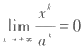 lim x^k / a^x = 0
x→+∞